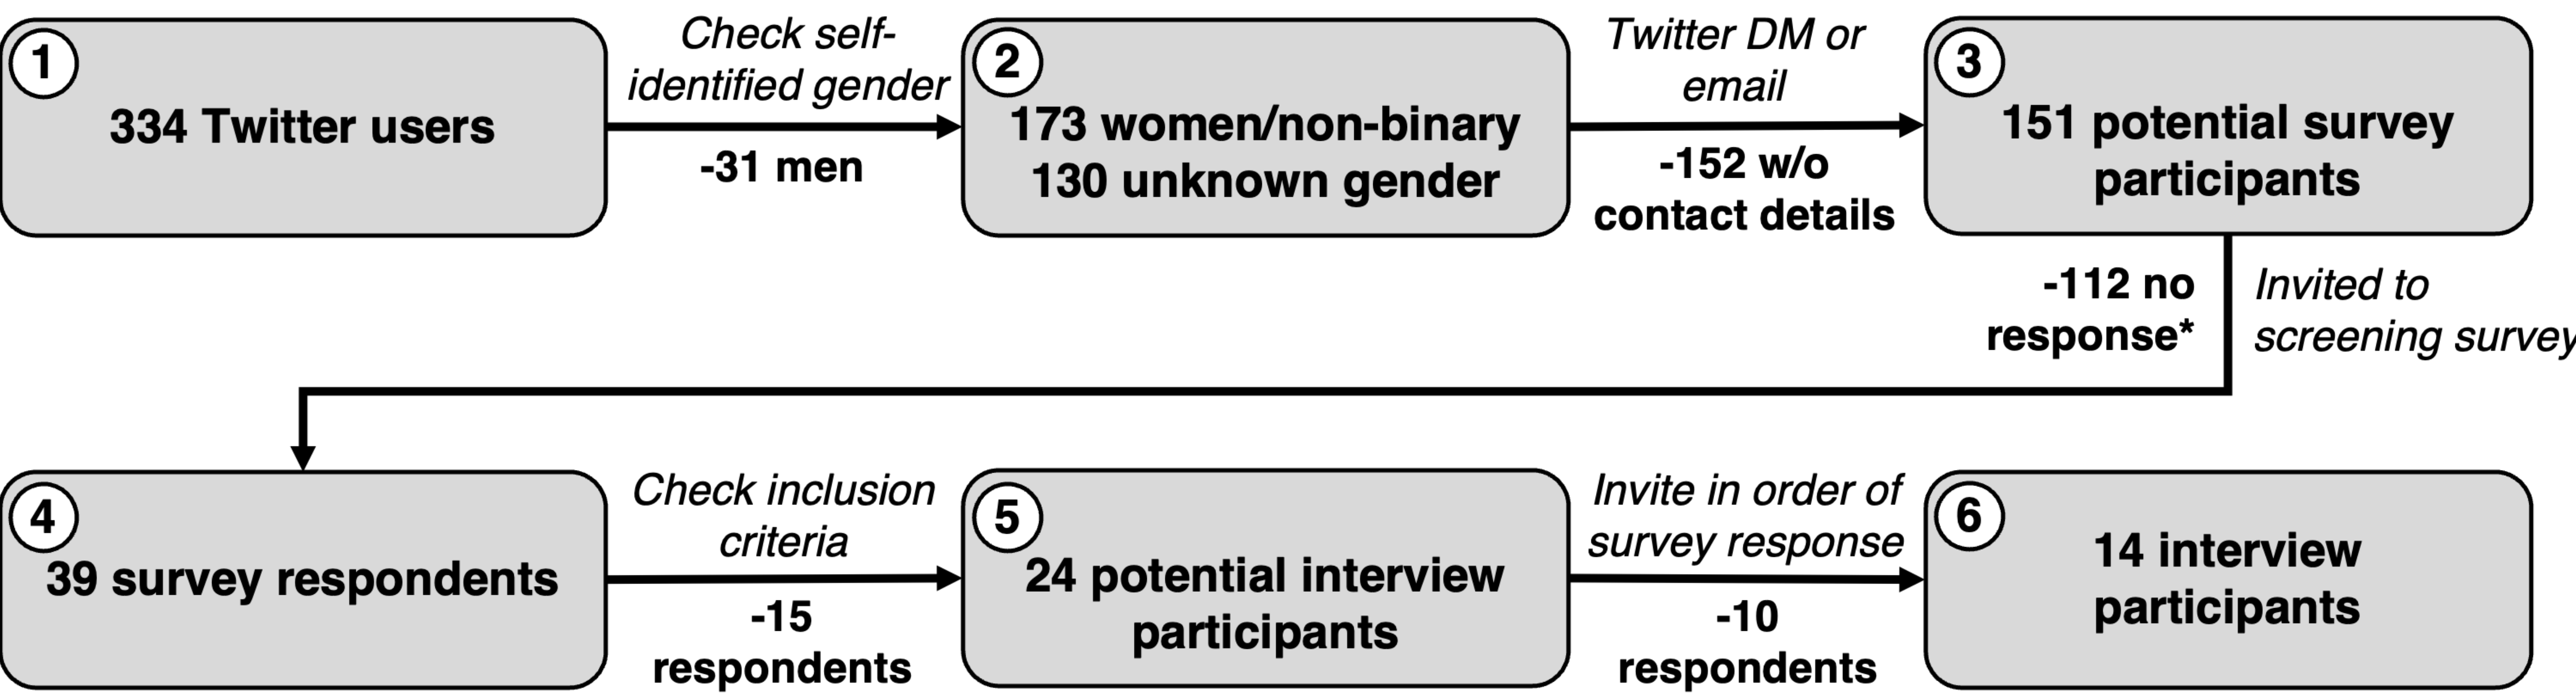 1
334 Twitter users
Check self-
identified gender
-31 men
2
173 women/non-binary
130 unknown gender
Twitter DM or
email
-152 w/o
contact details
3
151 potential survey
participants
-112 no
response*
Invited to
screening survey
4
39 survey respondents
Check inclusion
criteria
-15
respondents
5
24 potential interview
participants
Invite in order of
survey response
-10
respondents
6
14 interview
participants